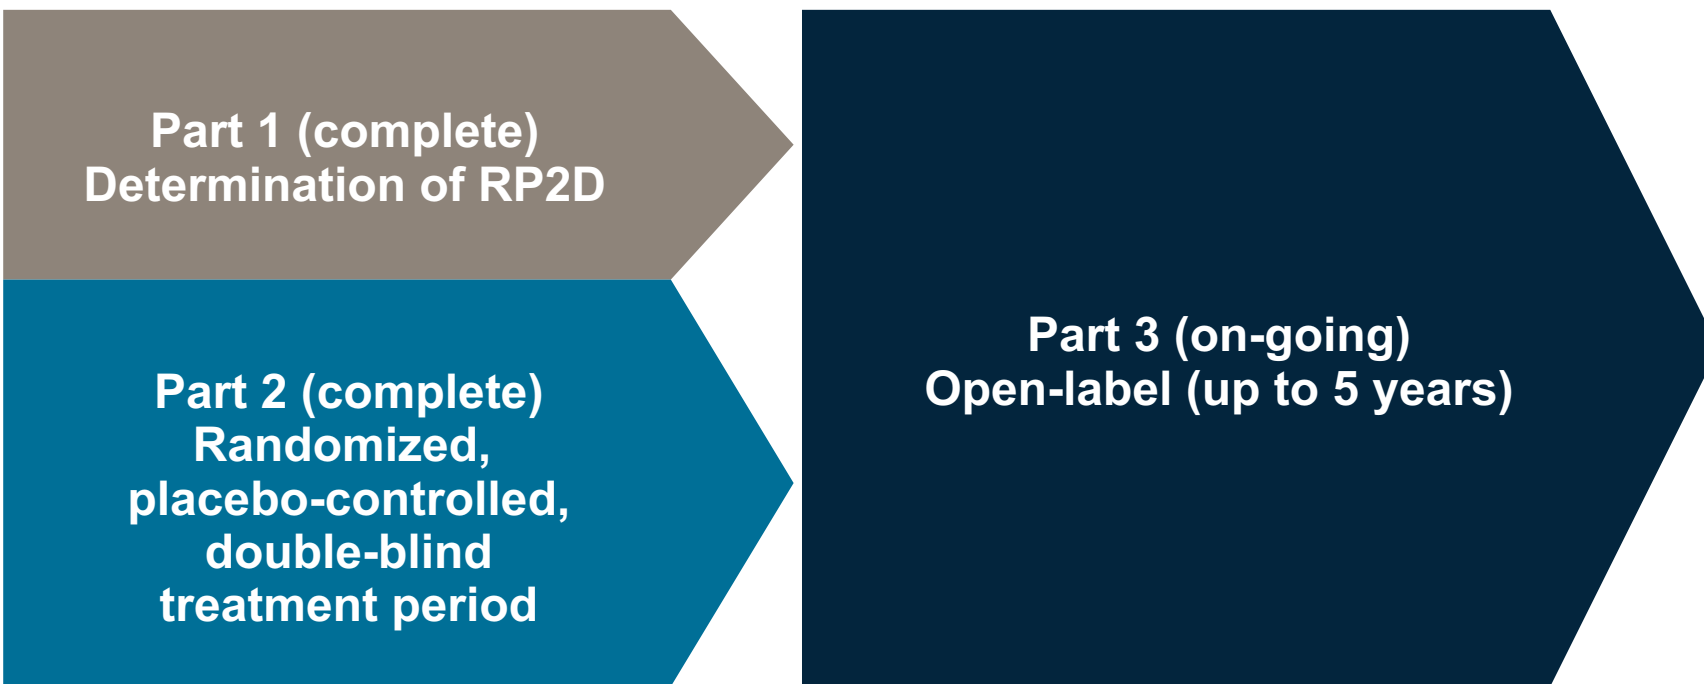 Part 1 (complete)
Determination of RP2D
Part 2 (complete)
Randomized,
placebo-controlled,
double-blind
treatment period
Part 3 (on-going)
Open-label (up to 5 years)